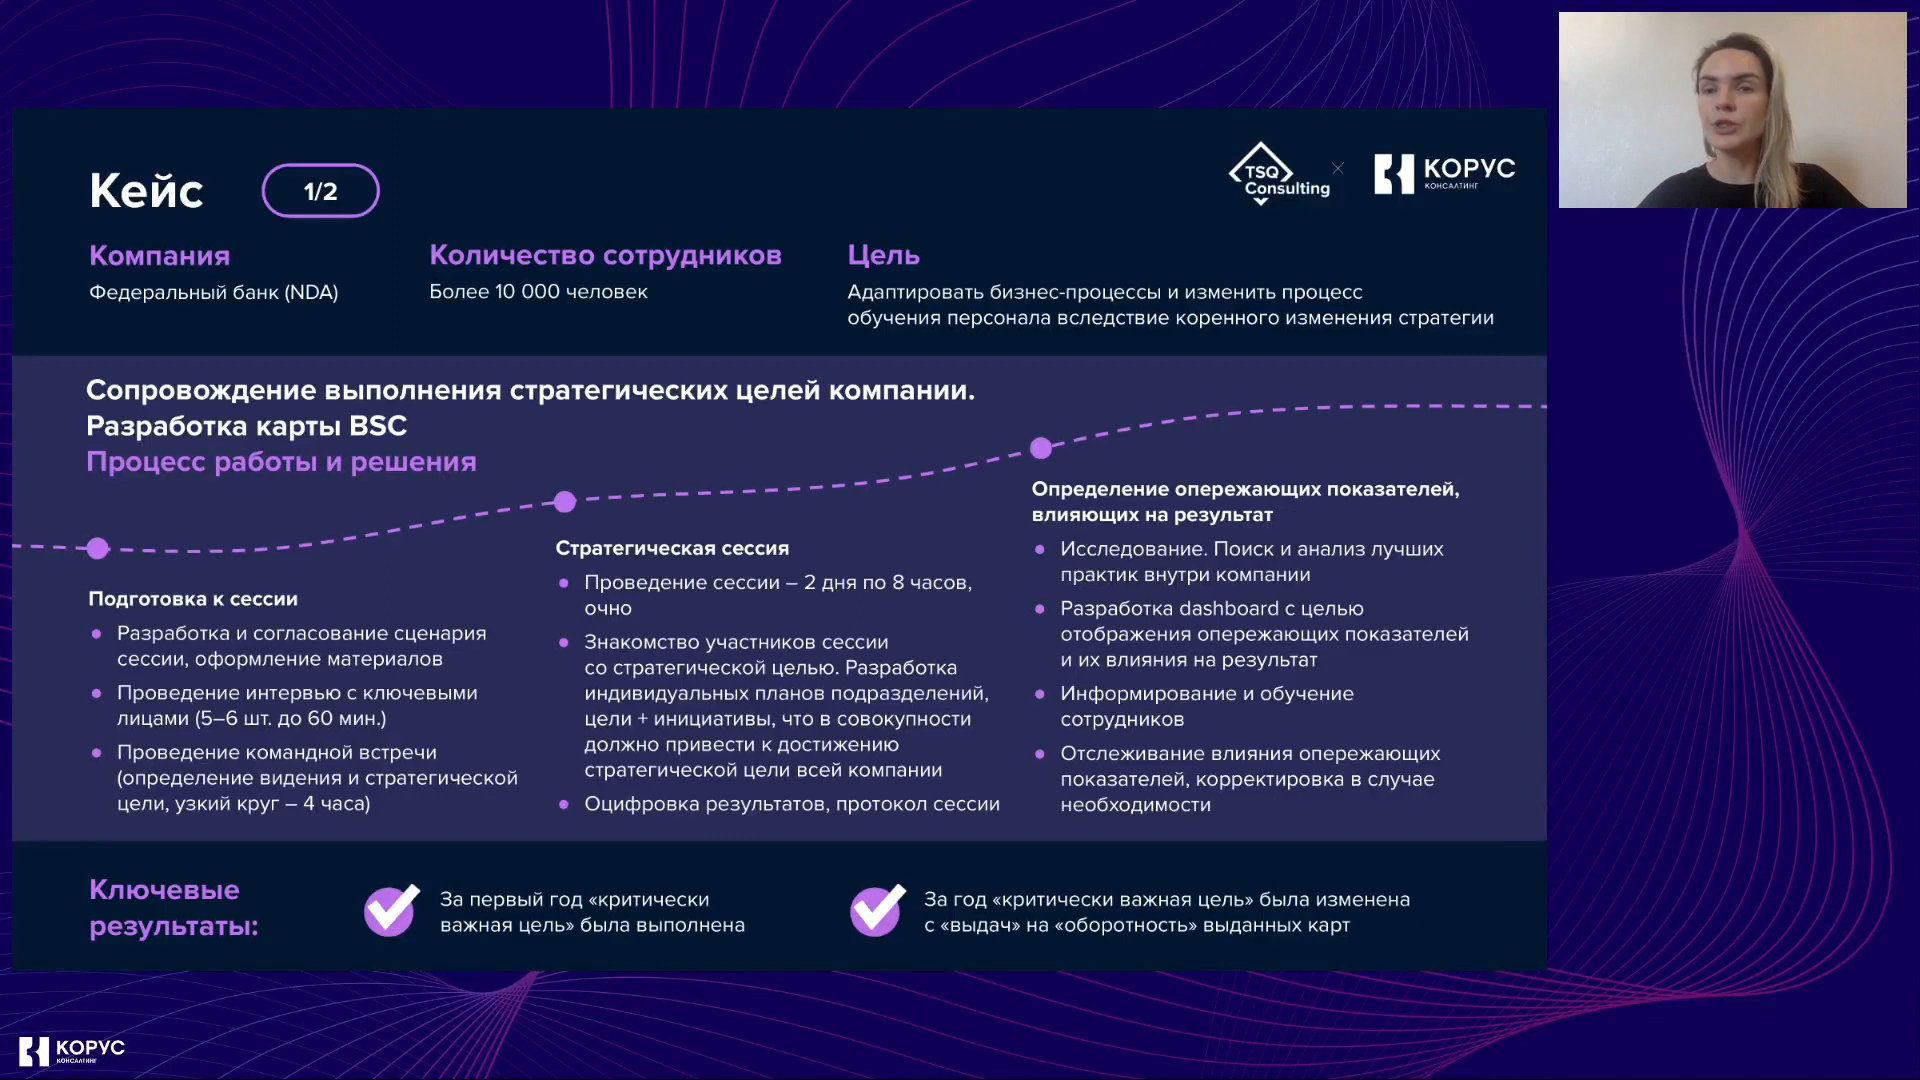 Кейс
1/2
TSQ
Consulting
КОРУС
КОНСАЛТИНГ
Компания
Федеральный банк (NDA)
Количество сотрудников
Более 10 000 человек
Цель
Адаптировать бизнес-процессы и изменить процесс
обучения персонала вследствие коренного изменения стратегии
Сопровождение выполнения стратегических целей компании.
Разработка карты BSC
Процесс работы и решения
Подготовка к сессии
Разработка и согласование сценария
сессии, оформление материалов
Проведение интервью с ключевыми
лицами (5–6 шт. до 60 мин.)
Проведение командной встречи
(определение видения и стратегической
цели, узкий круг – 4 часа)
Стратегическая сессия
Проведение сессии – 2 дня по 8 часов,
очно
Знакомство участников сессии
со стратегической целью. Разработка
индивидуальных планов подразделений,
цели + инициативы, что в совокупности
должно привести к достижению
стратегической цели всей компании
Оцифровка результатов, протокол сессии
Определение опережающих показателей,
влияющих на результат
Исследование. Поиск и анализ лучших
практик внутри компании
Разработка dashboard с целью
отображения опережающих показателей
и их влияния на результат
Информирование и обучение
сотрудников
Отслеживание влияния опережающих
показателей, корректировка в случае
необходимости
Ключевые
результаты:
За первый год «критически
важная цель» была выполнена
За год «критически важная цель» была изменена
с «выдач» на «оборотность» выданных карт
КОРУС
КОНСАЛТИНГ